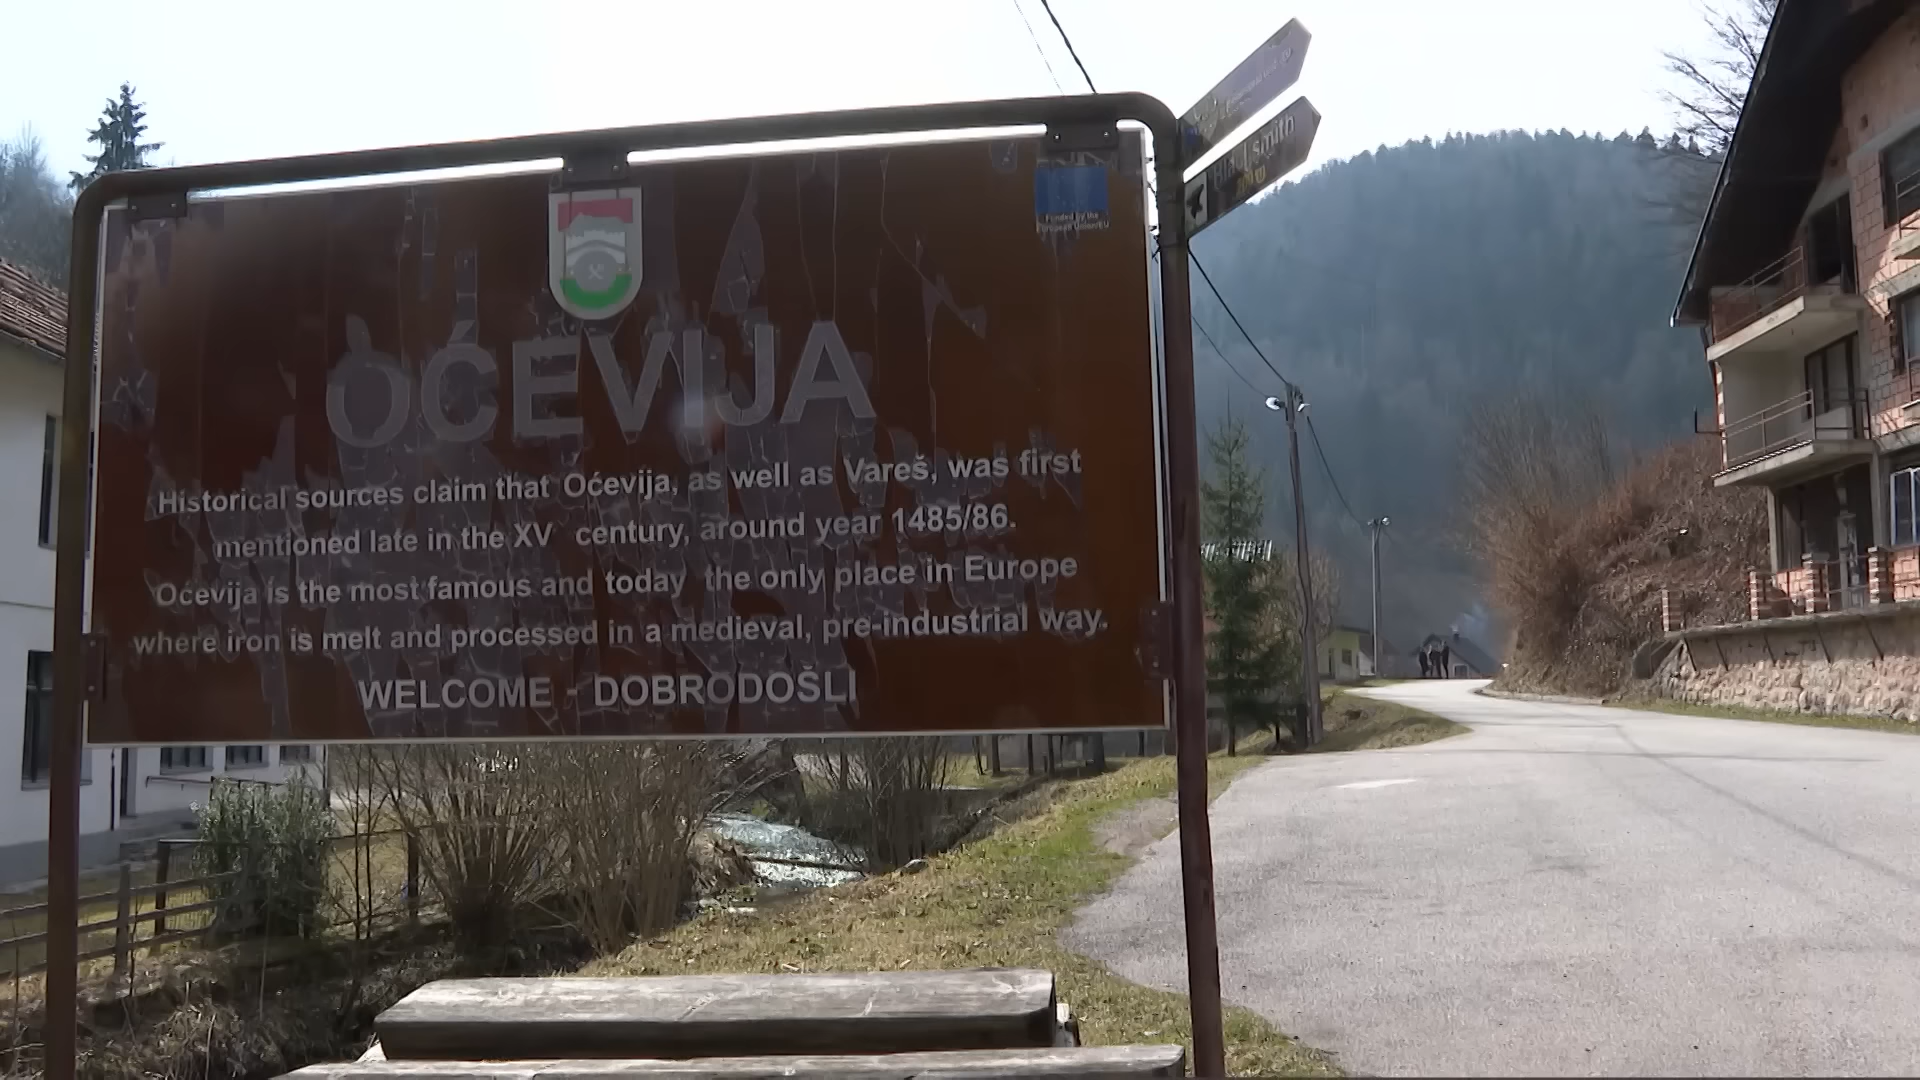 Blacksmith
Funded by the
European Union/EU
OĆEVIJA
Historical sources claim that Oćevija, as well as Vareš, was first
mentioned late in the XV century, around year 1485/86.
Oćevija is the most famous and today the only place in Europe
where iron is melt and processed in a medieval, pre-industrial way.
WELCOME - DOBRODOŠLI